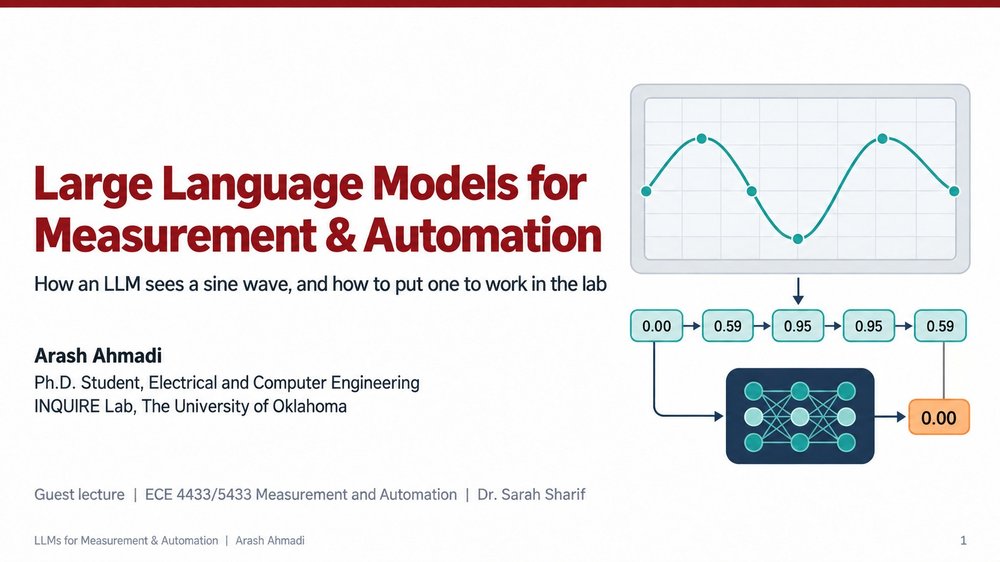 Large Language Models for
Measurement & Automation
How an LLM sees a sine wave, and how to put one to work in the lab
Arash Ahmadi
Ph.D. Student, Electrical and Computer Engineering
INQUIRE Lab, The University of Oklahoma
Guest lecture | ECE 4433/5433 Measurement and Automation | Dr. Sarah Sharif
0.00 0.59 0.95 0.95 0.59
0.00
LLMs for Measurement & Automation | Arash Ahmadi
1